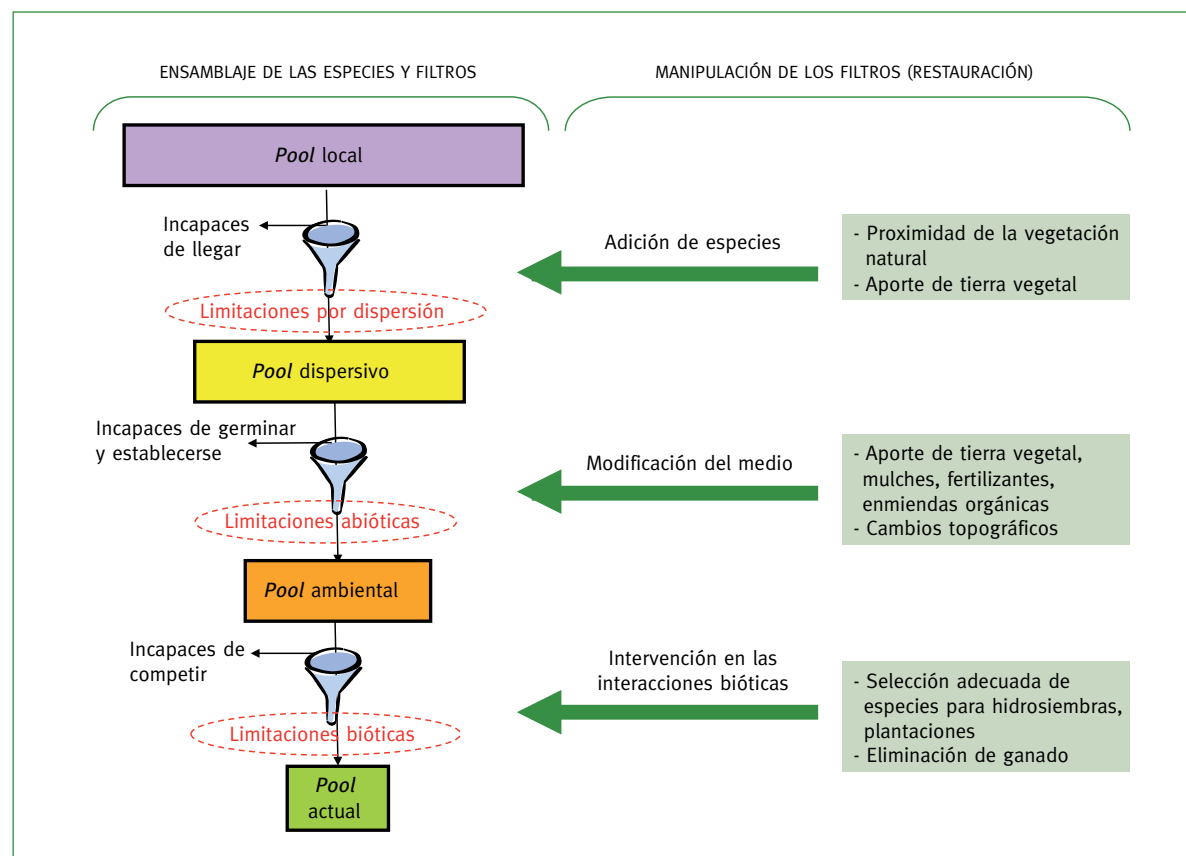 ENSAMBLAJE DE LAS ESPECIES Y FILTROS
MANIPULACIÓN DE LOS FILTROS (RESTAURACIÓN)
Pool local
Incapaces
de llegar
Limitaciones por dispersión
Adición de especies
- Proximidad de la vegetación
natural
- Aporte de tierra vegetal
Pool dispersivo
Incapaces de germinar
y establecerse
Limitaciones abióticas
Modificación del medio
- Aporte de tierra vegetal,
mulches, fertilizantes,
enmiendas orgánicas
- Cambios topográficos
Pool ambiental
Incapaces de
competir
Limitaciones bióticas
Intervención en las
interacciones bióticas
- Selección adecuada de
especies para hidrosiembras,
plantaciones
- Eliminación de ganado
Pool
actual